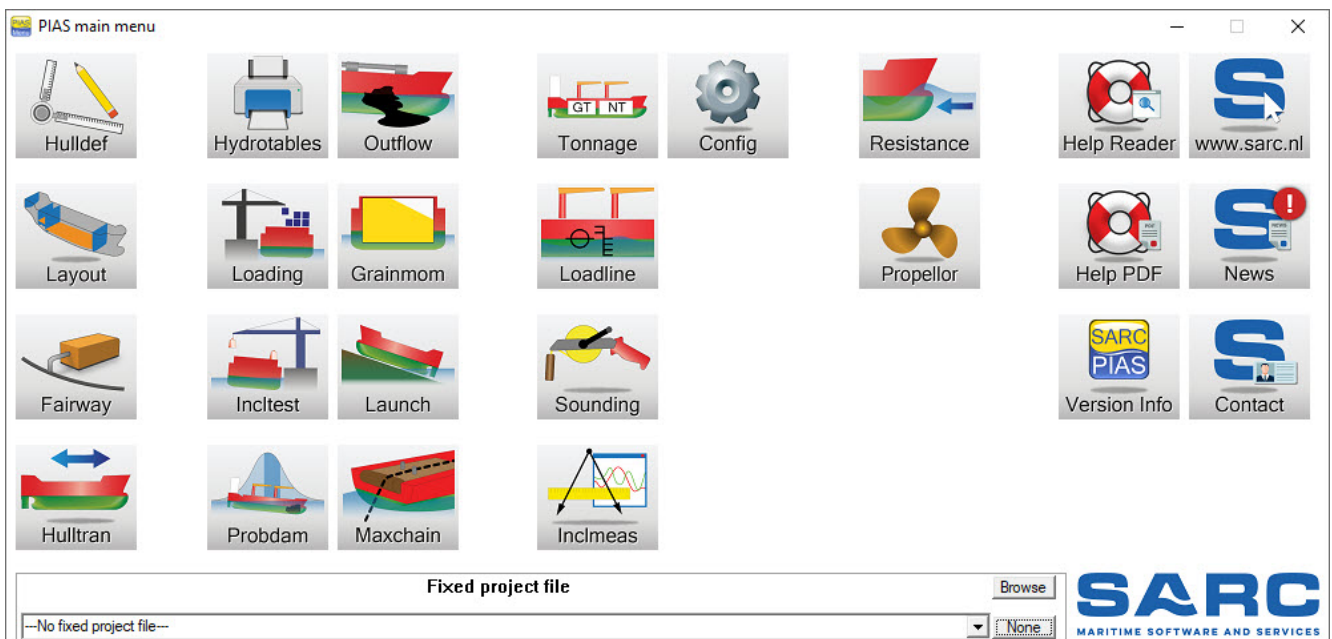 PIAS main menu
Hulldef
Hydrotables
Outflow
GT NT
Tonnage
Config
Resistance
Help Reader
www.sarc.nl
Layout
Loading
Grainmom
Loadline
Propellor
PDF
Help PDF
NEWS
News
Fairway
Incltest
Launch
Sounding
SARC
PIAS
Version Info
Contact
Hulltran
Probdam
Maxchain
Inclmeas
Fixed project file
Browse
---No fixed project file---
None
SARC
MARITIME SOFTWARE AND SERVICES